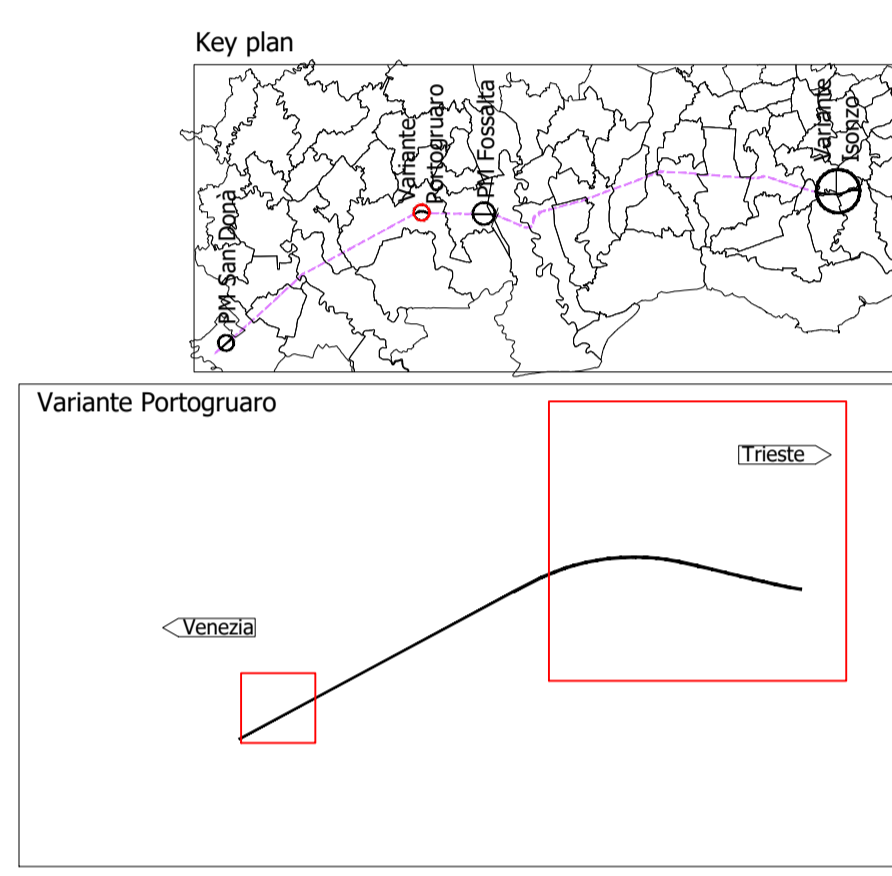 Key plan
PM San Donà
Variante
Portogruaro
PM Fossalta
Variante
Isonzo
Variante Portogruaro
Trieste
Venezia